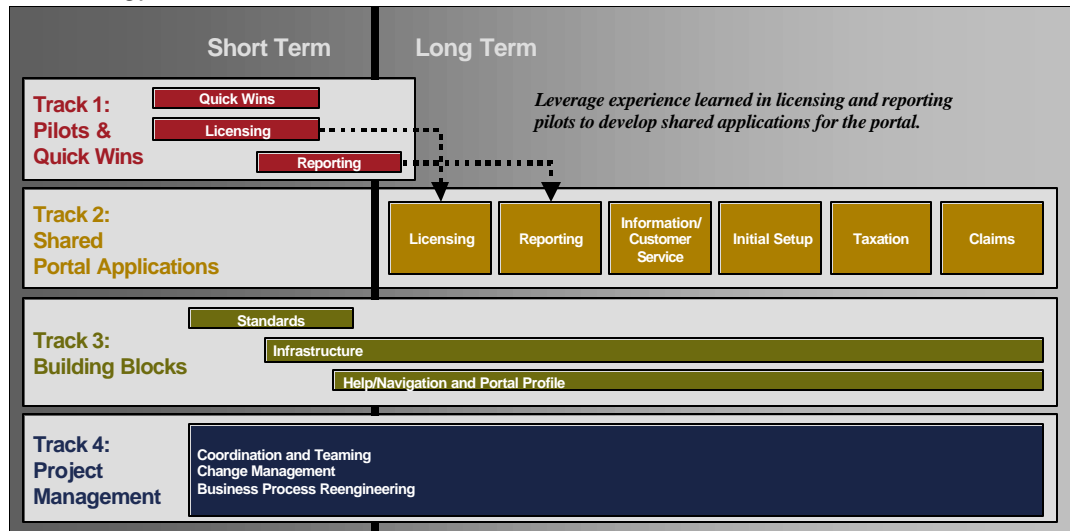 Short Term
Long Term
Track 1:
Pilots &
Quick Wins
Quick Wins
Licensing
Reporting
Leverage experience learned in licensing and reporting
pilots to develop shared applications for the portal.
Track 2:
Shared
Portal Applications
Licensing
Reporting
Information/
Customer
Service
Initial Setup
Taxation
Claims
Track 3:
Building Blocks
Standards
Infrastructure
Help/Navigation and Portal Profile
Track 4:
Project
Management
Coordination and Teaming
Change Management
Business Process Reengineering